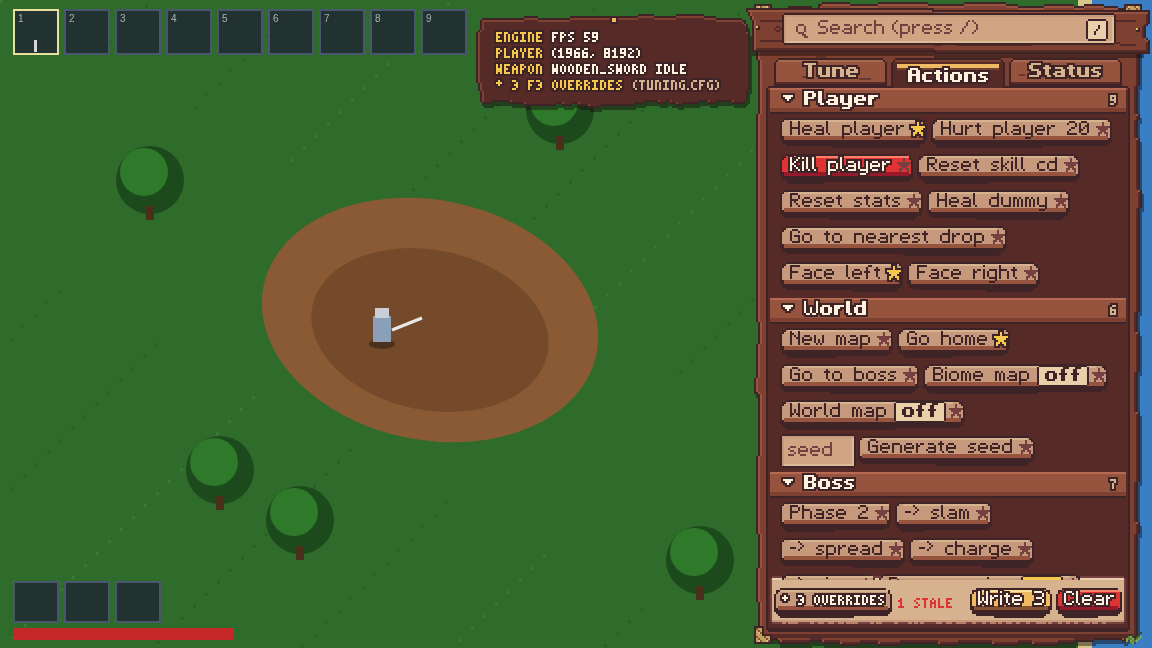 1 2 3 4 5 6 7 8 9
ENGINE FPS 59
PLAYER (1966, 8192)
WEAPON WOODEN_SWORD IDLE
+ 3 F3 OVERRIDES (TUNING.CFG)
Search (press /) /
Tune Actions Status
Player 9
Heal player Hurt player 20
Kill player Reset skill cd
Reset stats Heal dummy
Go to nearest drop
Face left Face right
World 6
New map Go home
Go to boss Biome map off
World map off
seed Generate seed
Boss 7
Phase 2 -> slam
-> spread -> charge
+ 3 OVERRIDES 1 STALE Write 3 Clear